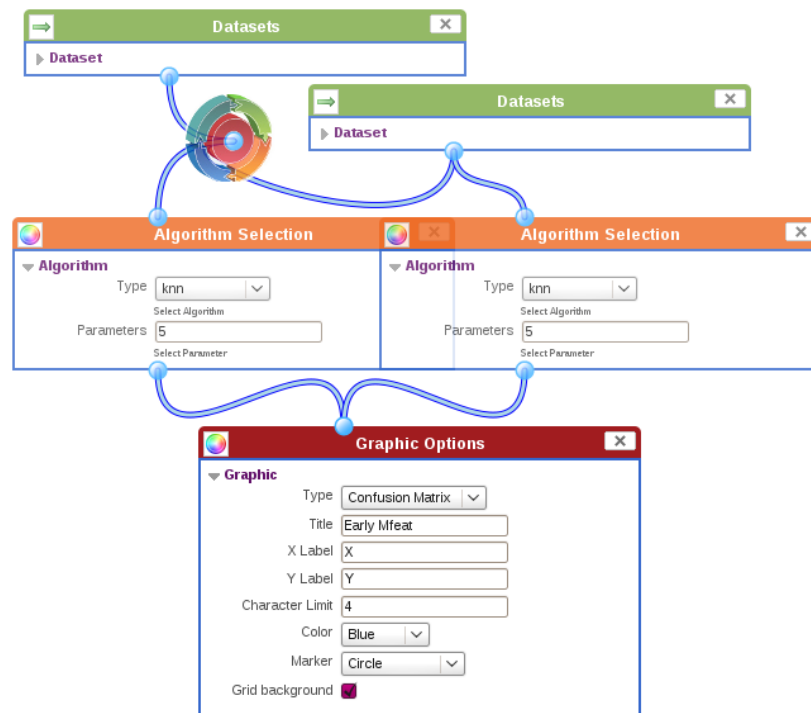 Datasets
Dataset
Datasets
Dataset
Algorithm Selection
Algorithm
Type knn
Select Algorithm
Parameters 5
Select Parameter
Algorithm Selection
Algorithm
Type knn
Select Algorithm
Parameters 5
Select Parameter
Graphic Options
Graphic
Type Confusion Matrix
Title Early Mfeat
X Label X
Y Label Y
Character Limit 4
Color Blue
Marker Circle
Grid background